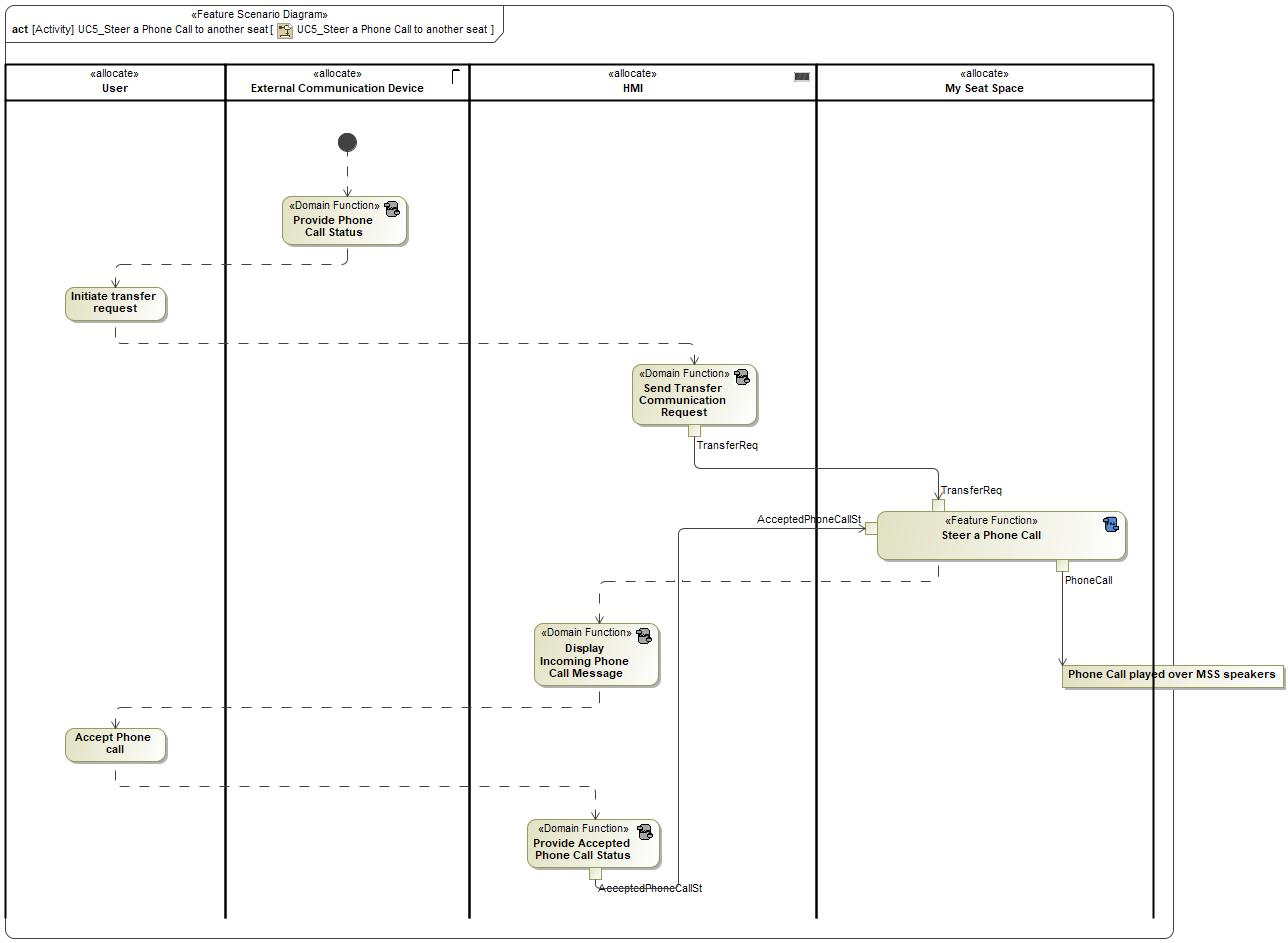 «Feature Scenario Diagram»
act [Activity] UC5_Steer a Phone Call to another seat [ UC5_Steer a Phone Call to another seat ]
«allocate»
User
«allocate»
External Communication Device
«allocate»
HMI
«allocate»
My Seat Space
«Domain Function»
Provide Phone
Call Status
Initiate transfer
request
«Domain Function»
Send Transfer
Communication
Request
TransferReq
TransferReq
AcceptedPhoneCallSt
«Feature Function»
Steer a Phone Call
PhoneCall
«Domain Function»
Display
Incoming Phone
Call Message
Phone Call played over MSS speakers
Accept Phone
call
«Domain Function»
Provide Accepted
Phone Call Status
AcceptedPhoneCallSt